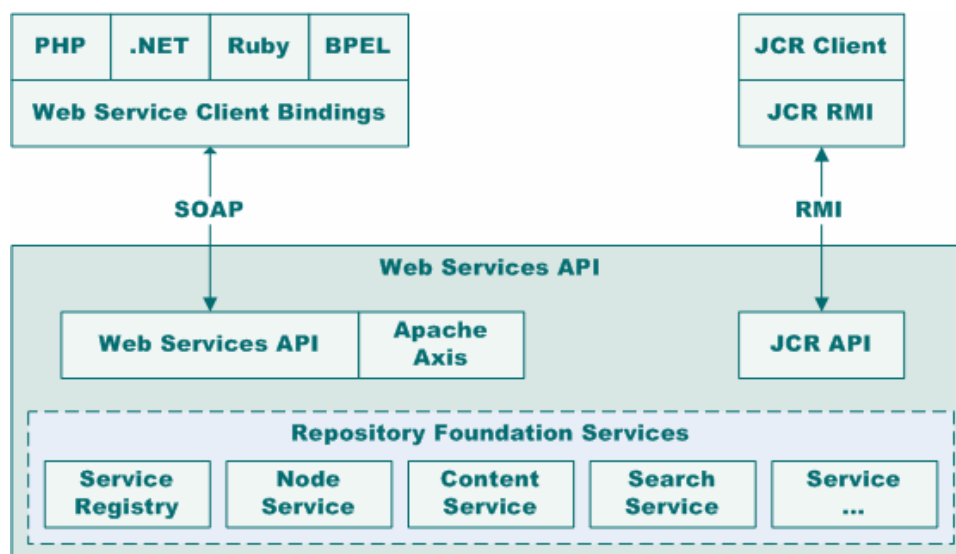 PHP .NET Ruby BPEL JCR Client
Web Service Client Bindings JCR RMI
SOAP RMI
Web Services API
Web Services API
Apache
Axis
JCR API
Repository Foundation Services
Service
Registry
Node
Service
Content
Service
Search
Service
Service
...